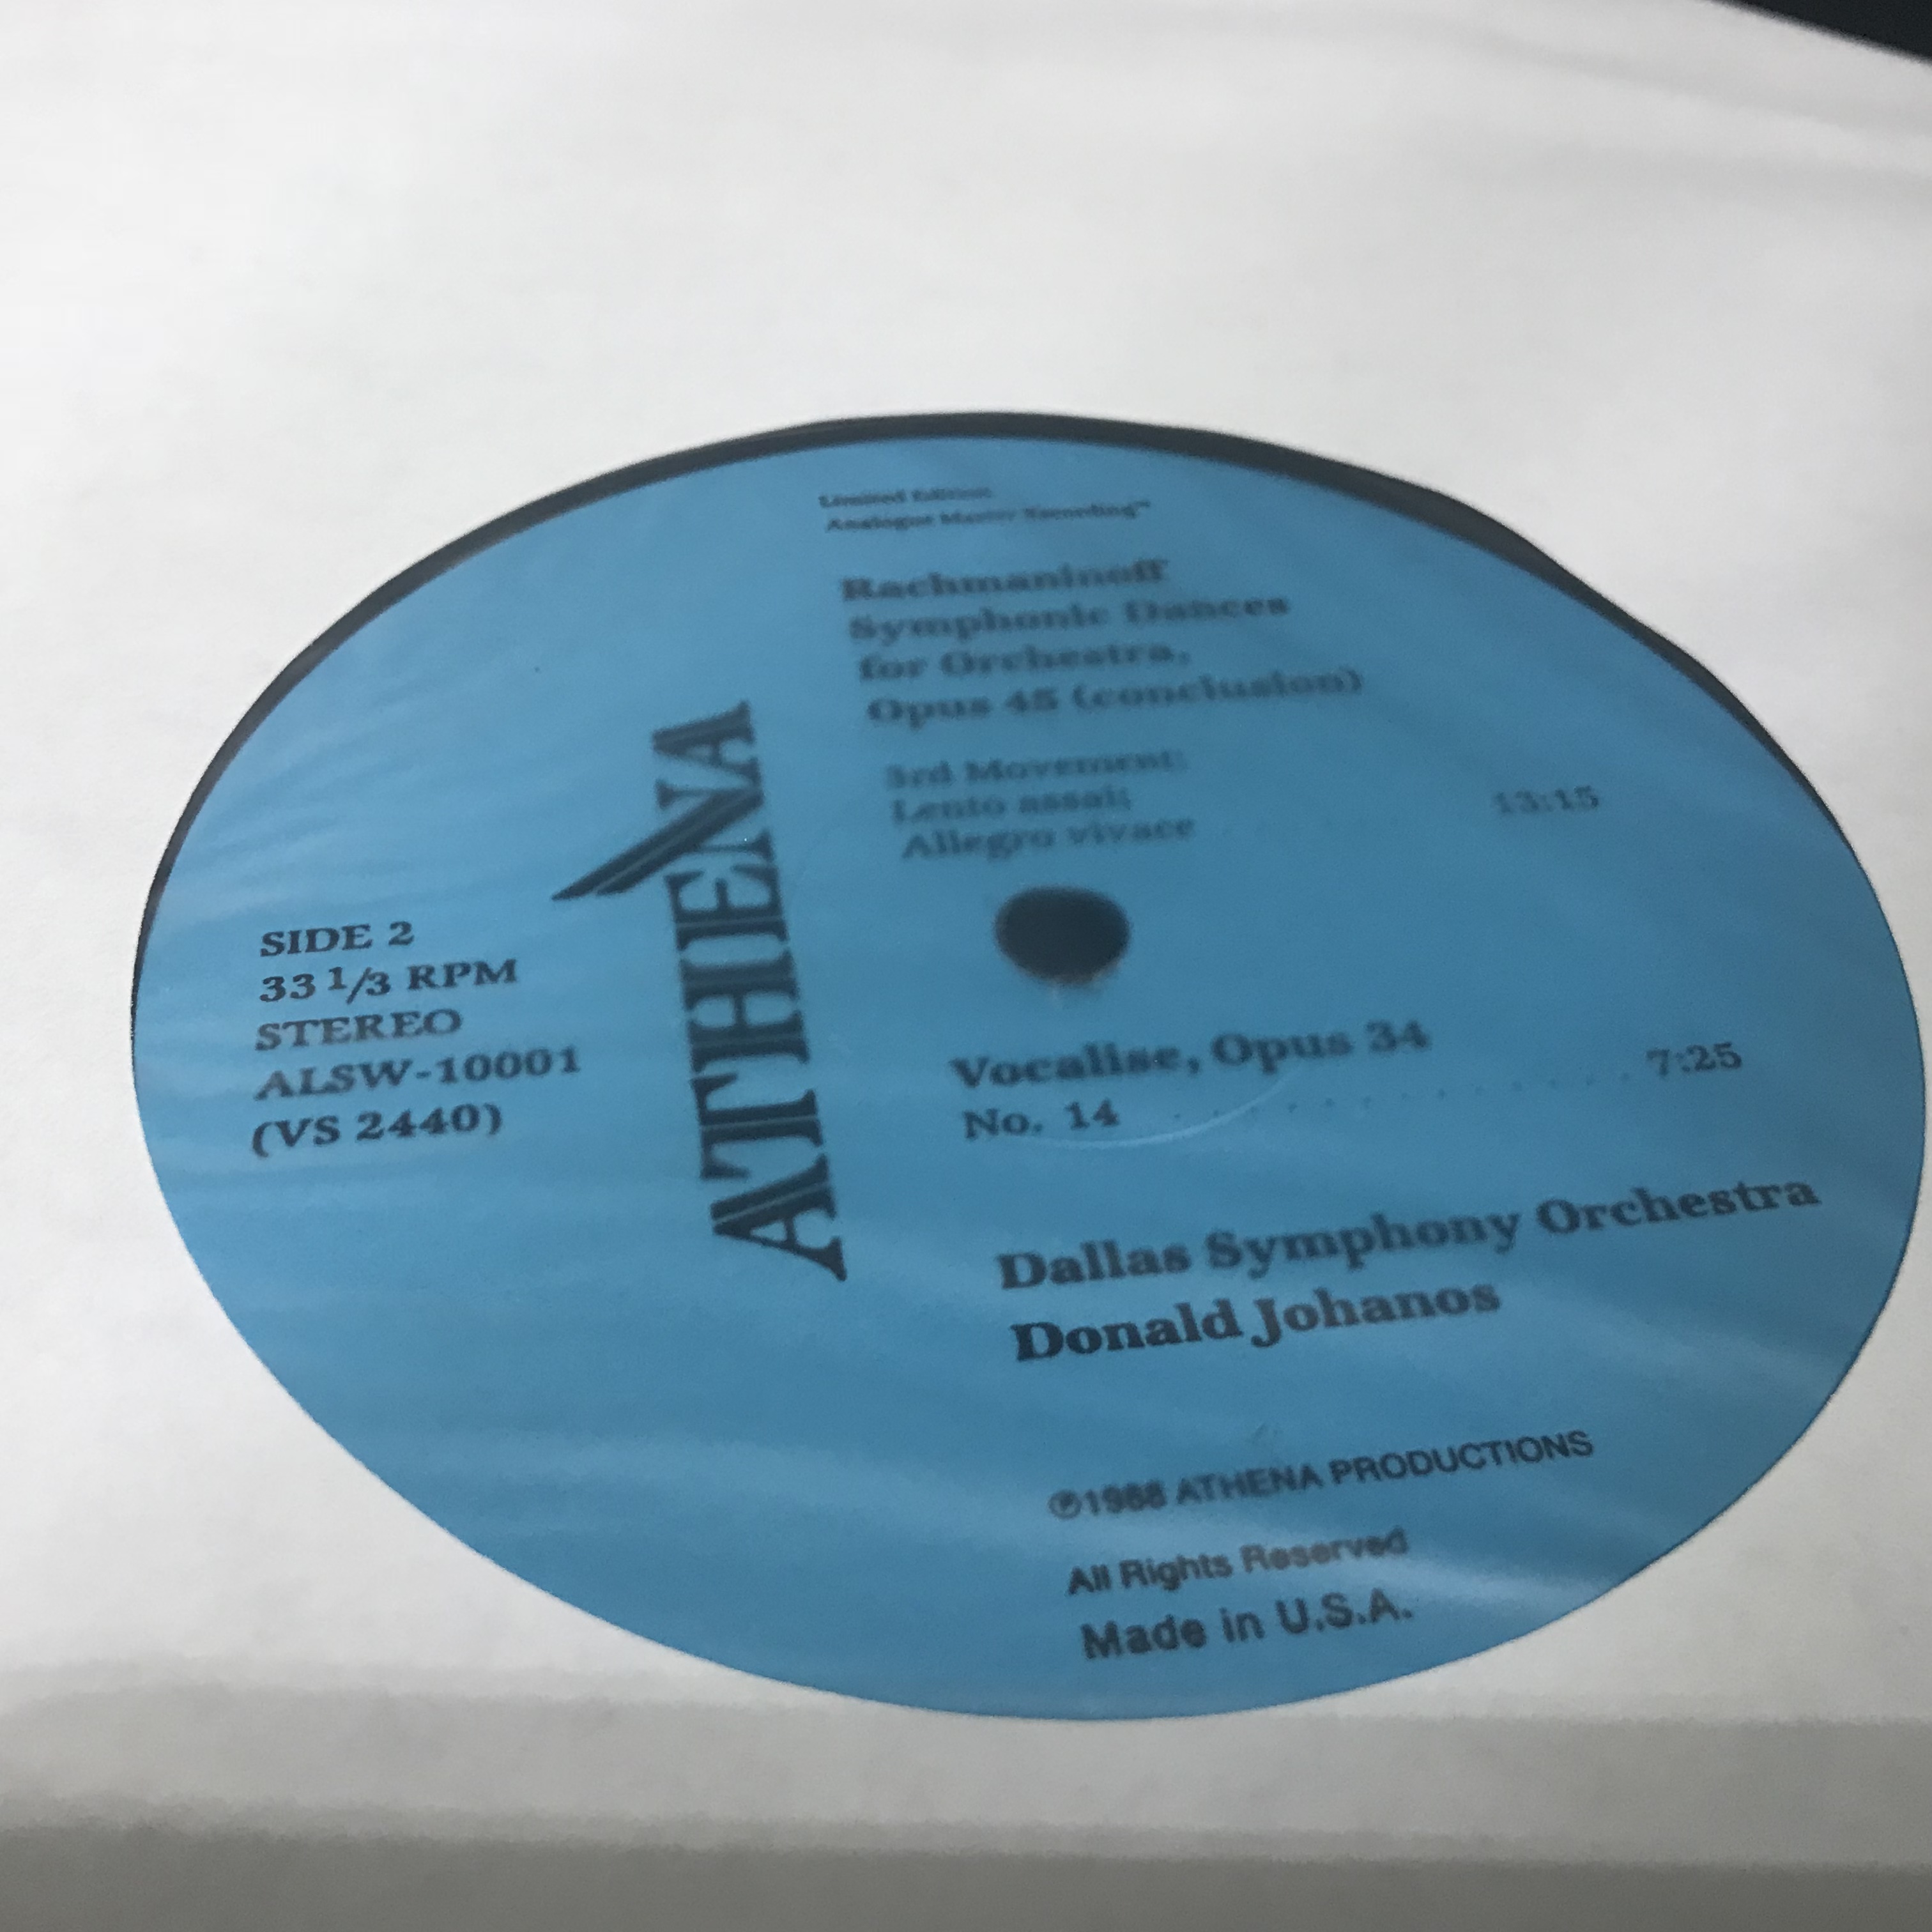 Limited Edition
Analogue Master Recording™
Rachmaninoff
Symphonic Dances
for Orchestra,
Opus 45 (conclusion)
3rd Movement:
Lento assai;
Allegro vivace 13:15
ATHENA
SIDE 2
33 1/3 RPM
STEREO
ALSW-10001
(VS 2440)
Vocalise, Opus 34
No. 14 . . . . . . . . . . . . . 7:25
Dallas Symphony Orchestra
Donald Johanos
℗1988 ATHENA PRODUCTIONS
All Rights Reserved
Made in U.S.A.